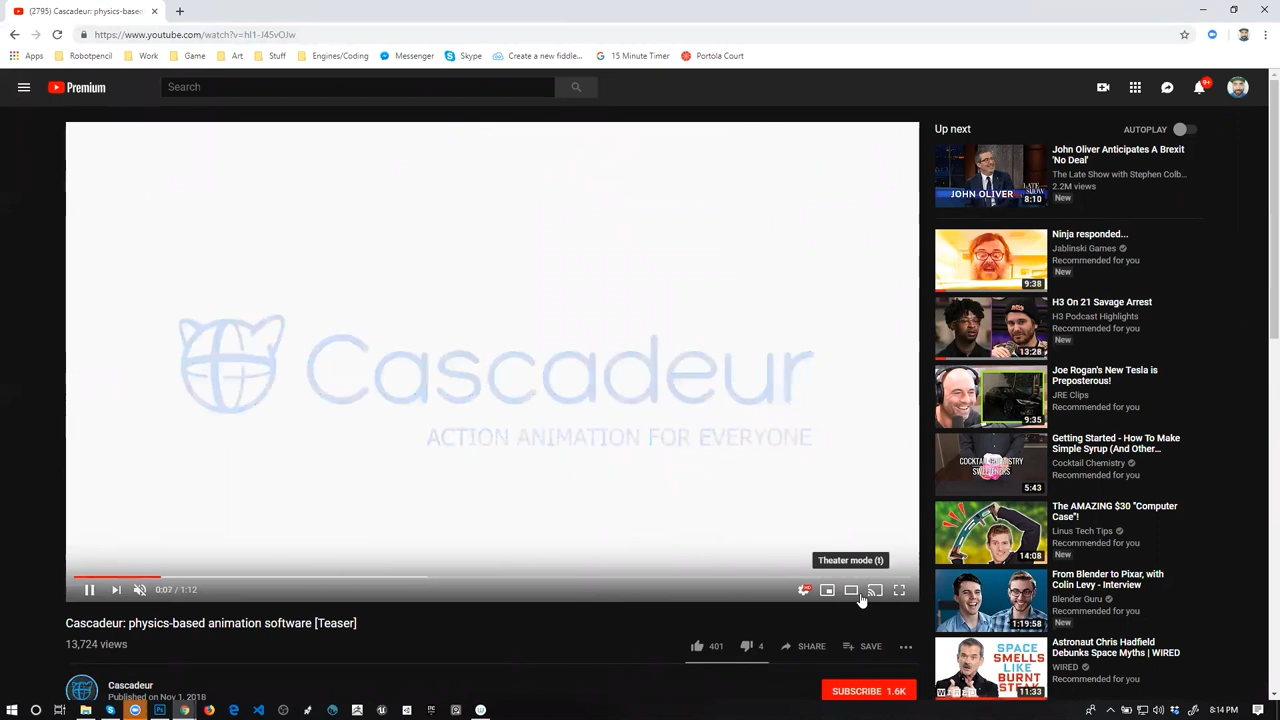 (2795) Cascadeur: physics-based
https://www.youtube.com/watch?v=hI1-J45vOJw
Apps
Robotpencil
Work
Game
Art
Stuff
Engines/Coding
Messenger
Skype
Create a new fiddle...
15 Minute Timer
Portola Court
Premium
Search
9+
Cascadeur
ACTION ANIMATION FOR EVERYONE
Theater mode (t)
0:07 / 1:12
HD
Cascadeur: physics-based animation software [Teaser]
13,724 views
401
4
SHARE
SAVE
Cascadeur
Published on Nov 1, 2018
SUBSCRIBE 1.6K
Up next
AUTOPLAY
JOHN OLIVER
LATE SHOW
8:10
John Oliver Anticipates A Brexit
'No Deal'
The Late Show with Stephen Colb...
2.2M views
New
9:38
Ninja responded...
Jablinski Games
Recommended for you
New
13:28
H3 On 21 Savage Arrest
H3 Podcast Highlights
Recommended for you
New
9:35
Joe Rogan's New Tesla is
Preposterous!
JRE Clips
Recommended for you
COCKTAIL CHEMISTRY
SWEETENERS
5:43
Getting Started - How To Make
Simple Syrup (And Other...
Cocktail Chemistry
Recommended for you
14:08
The AMAZING $30 "Computer
Case"!
Linus Tech Tips
Recommended for you
New
1:19:58
From Blender to Pixar, with
Colin Levy - Interview
Blender Guru
Recommended for you
New
SPACE
SMELLS
LIKE
BURNT
STEAK
WIRED
11:33
Astronaut Chris Hadfield
Debunks Space Myths | WIRED
WIRED
Recommended for you
8:14 PM